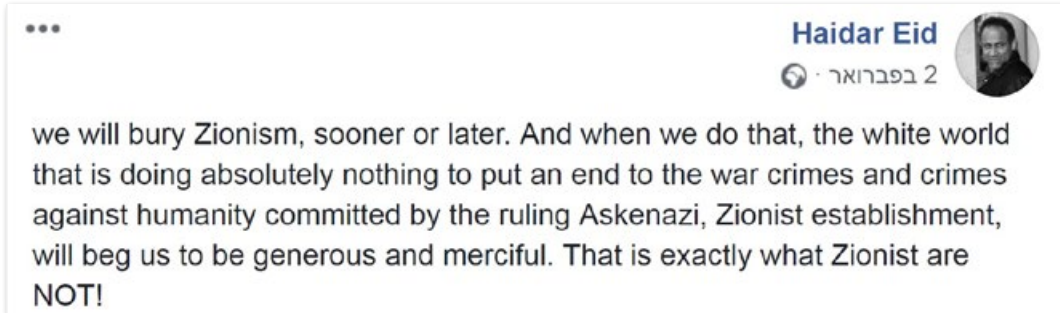 Haidar Eid
2 בפברואר ·
we will bury Zionism, sooner or later. And when we do that, the white world
that is doing absolutely nothing to put an end to the war crimes and crimes
against humanity committed by the ruling Askenazi, Zionist establishment,
will beg us to be generous and merciful. That is exactly what Zionist are
NOT!